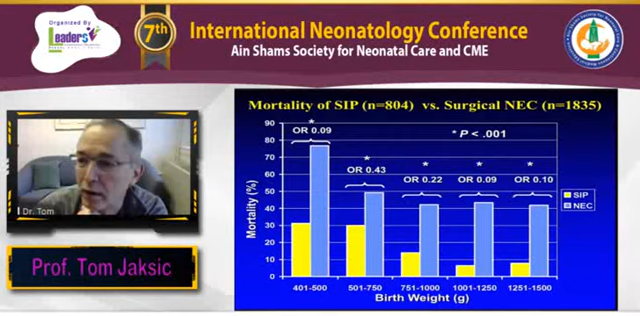 Organized By
Leaders
7th
International Neonatology Conference
Ain Shams Society for Neonatal Care and CME
Mortality of SIP (n=804) vs. Surgical NEC (n=1835)
Mortality (%)
90
80
70
60
50
40
30
20
10
0
*
OR 0.09
*
OR 0.43
*
OR 0.22
*
OR 0.09
*
OR 0.10
* P < .001
SIP
NEC
401-500
501-750
751-1000
1001-1250
1251-1500
Birth Weight (g)
Dr. Tom
Prof. Tom Jaksic